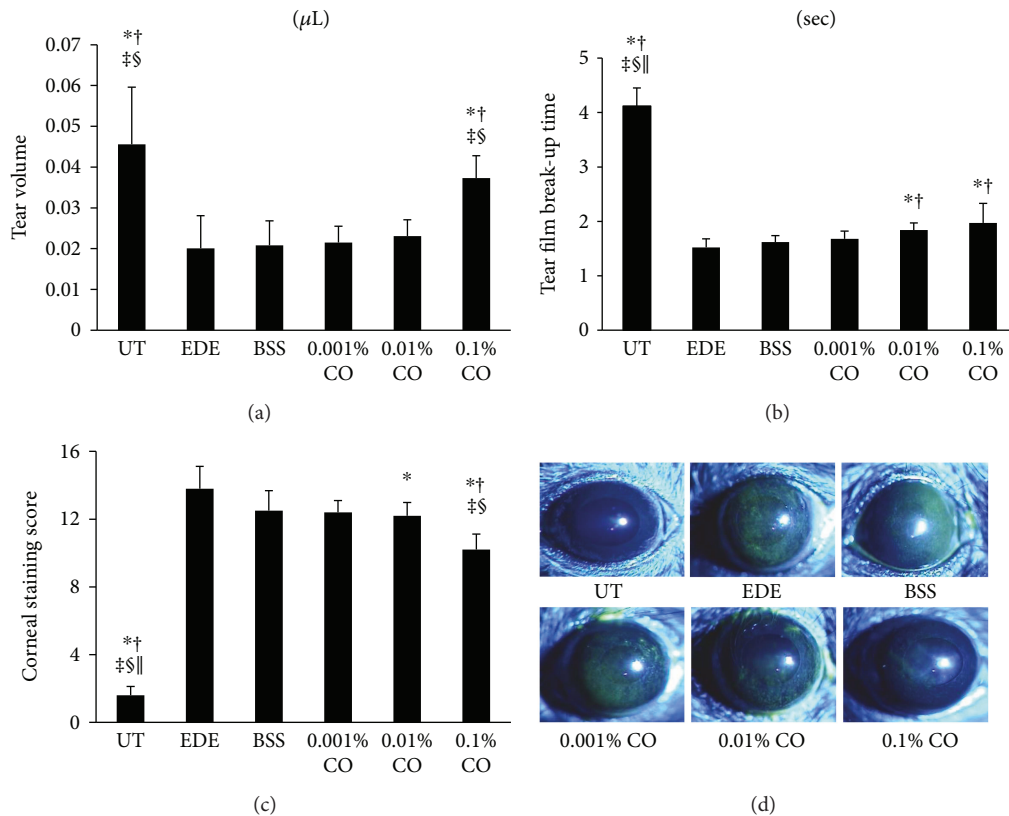 (μL)
0.07
0.06
0.05
0.04
0.03
0.02
0.01
0
Tear volume
*†
‡§
*†
‡§
UT EDE BSS 0.001% 0.01% 0.1%
CO CO CO
(a)
(sec)
5
4
3
2
1
0
Tear film break-up time
*†
‡§‖
*†
*†
UT EDE BSS 0.001% 0.01% 0.1%
CO CO CO
(b)
16
12
8
4
0
Corneal staining score
*†
‡§‖
*
*†
‡§
UT EDE BSS 0.001% 0.01% 0.1%
CO CO CO
(c)
UT EDE BSS
0.001% CO 0.01% CO 0.1% CO
(d)